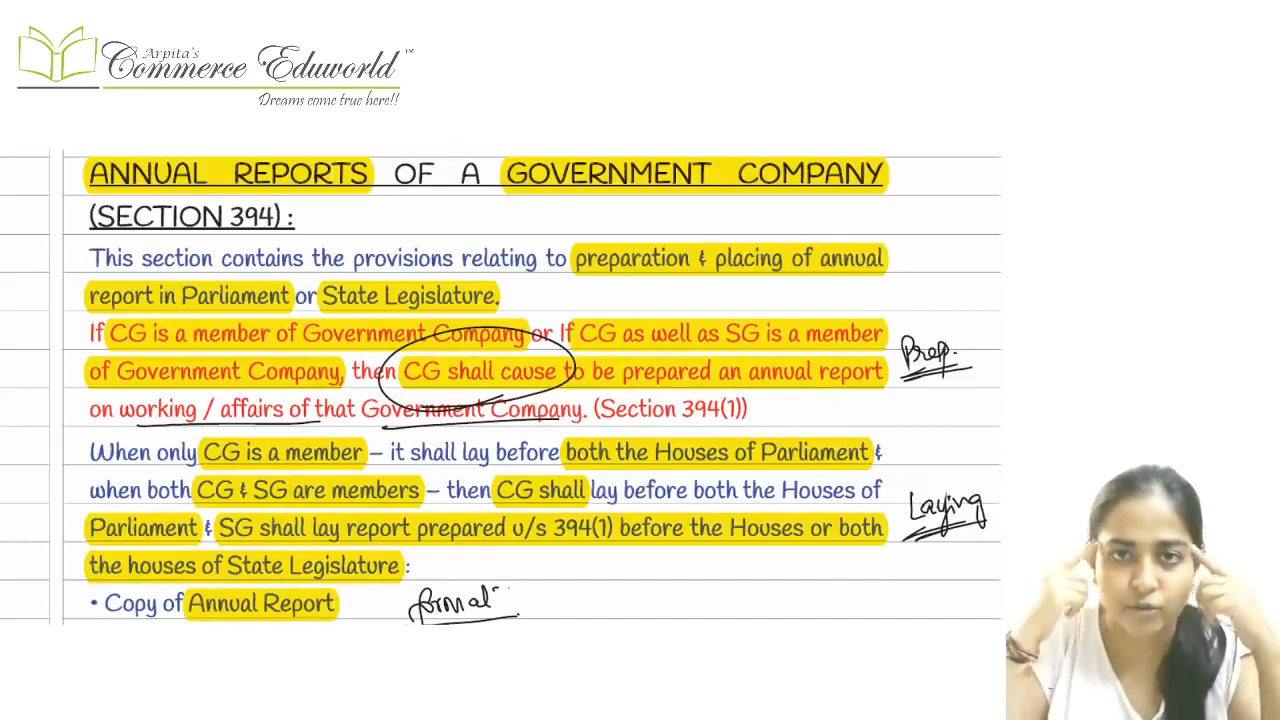 Arpita's
Commerce Eduworld™
Dreams come true here!!
ANNUAL REPORTS OF A GOVERNMENT COMPANY
(SECTION 394) :
This section contains the provisions relating to preparation & placing of annual
report in Parliament or State Legislature.
If CG is a member of Government Company or If CG as well as SG is a member
of Government Company, then CG shall cause to be prepared an annual report
Prep.
on working / affairs of that Government Company. (Section 394(1))
When only CG is a member – it shall lay before both the Houses of Parliament &
when both CG & SG are members – then CG shall lay before both the Houses of
Laying
Parliament & SG shall lay report prepared u/s 394(1) before the Houses or both
the houses of State Legislature :
• Copy of Annual Report
format